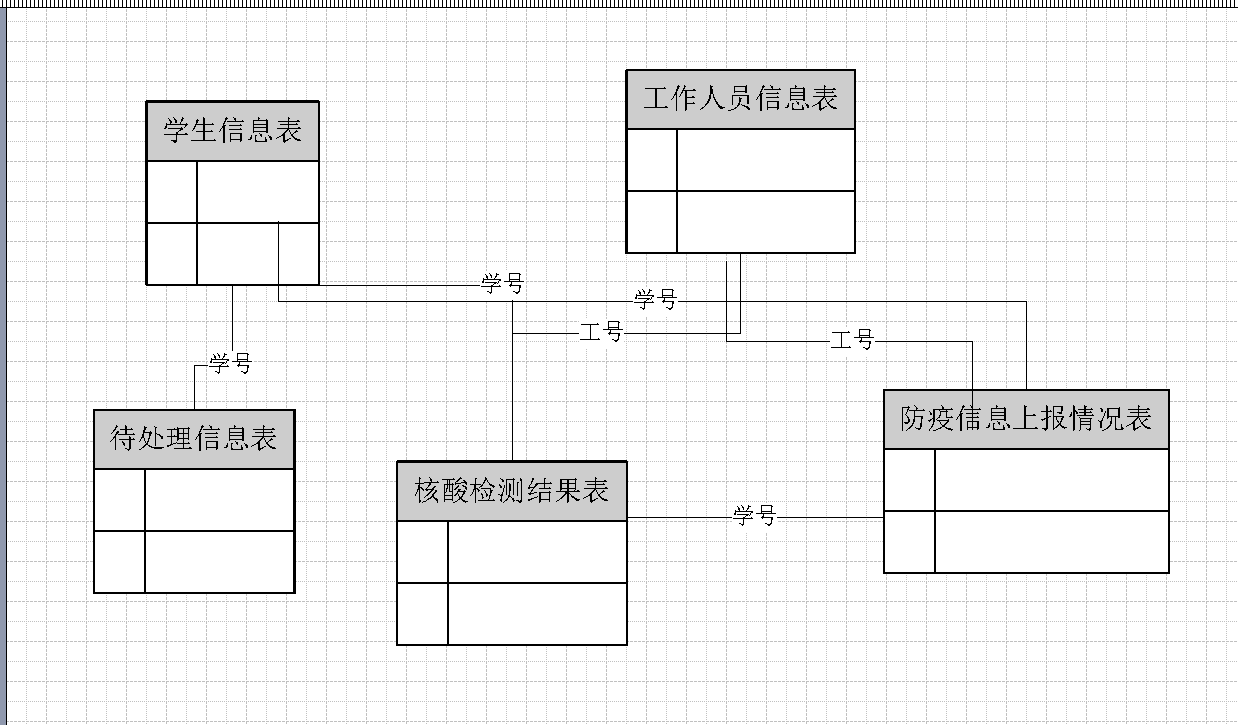 工作人员信息表
学生信息表
学号
学号
工号
工号
学号
防疫信息上报情况表
待处理信息表
核酸检测结果表
学号